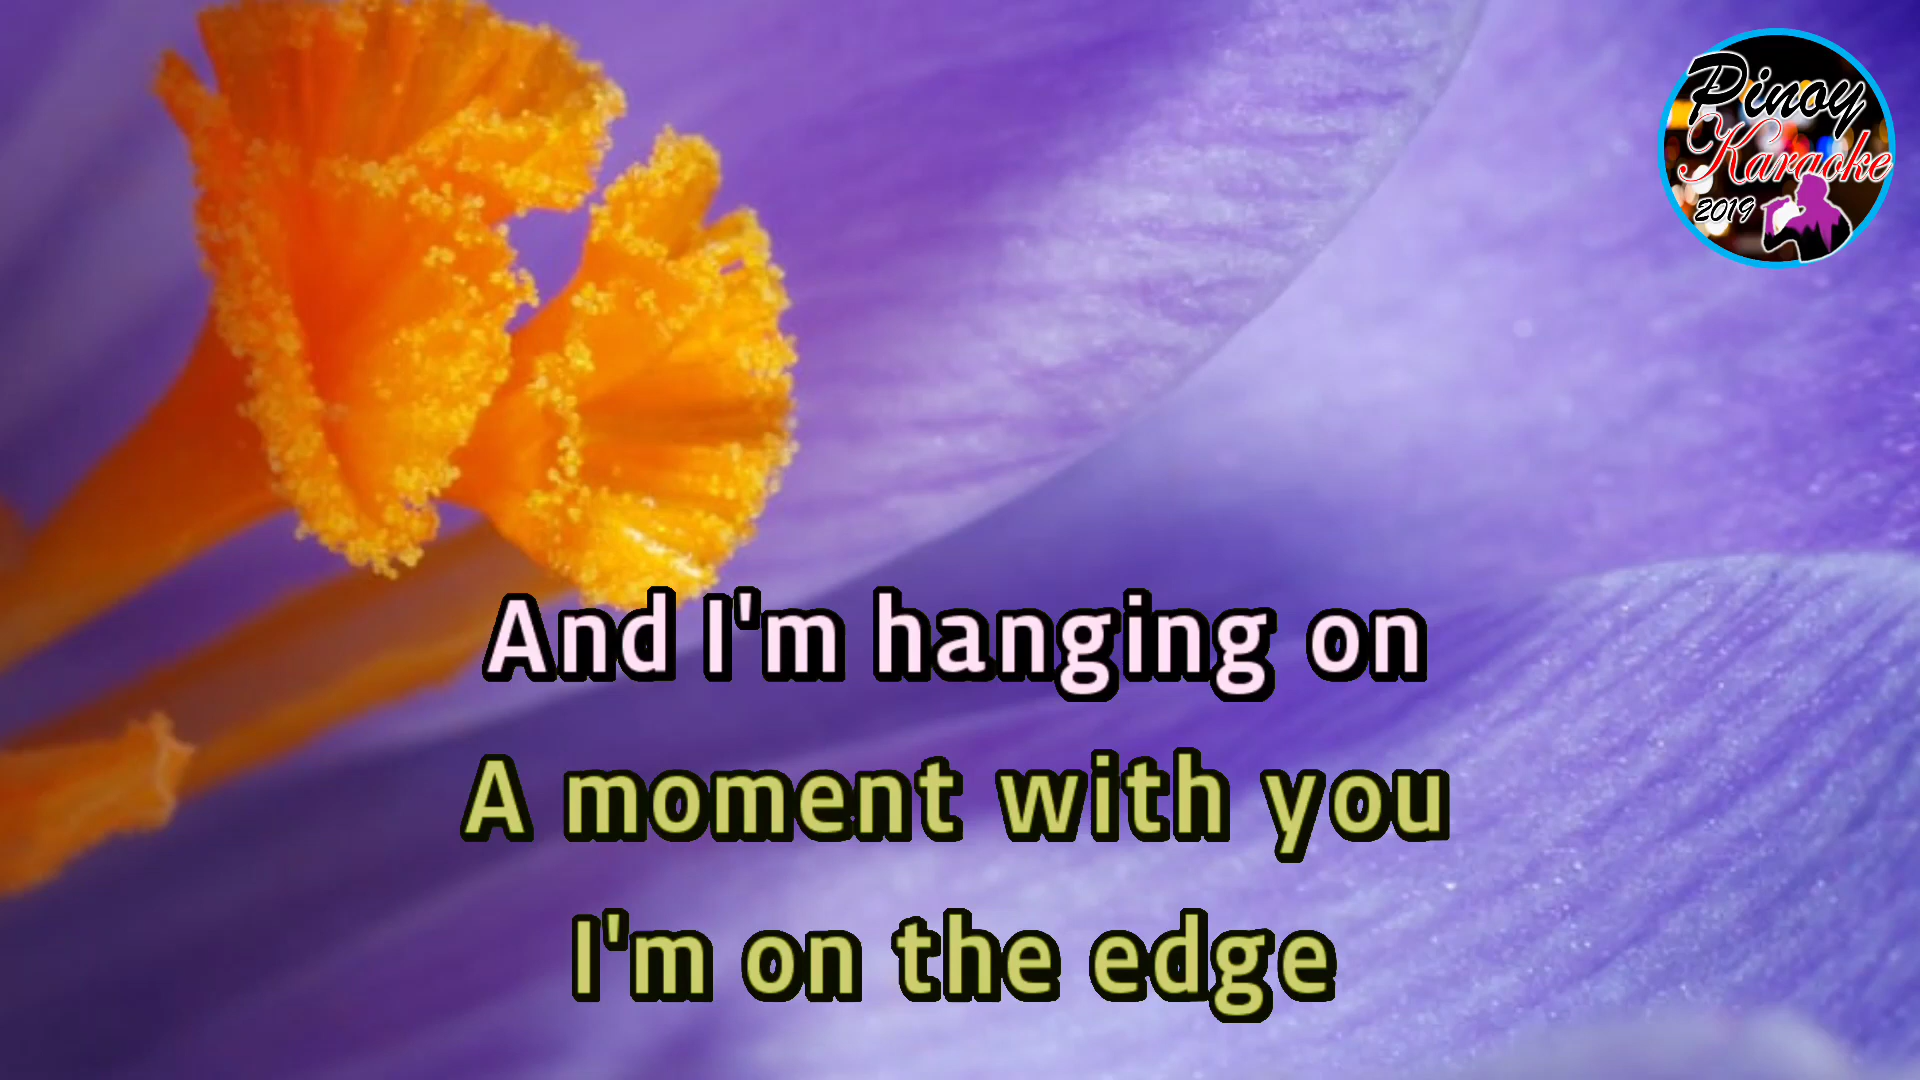 Pinoy
Karaoke
2019
And I'm hanging on
A moment with you
I'm on the edge